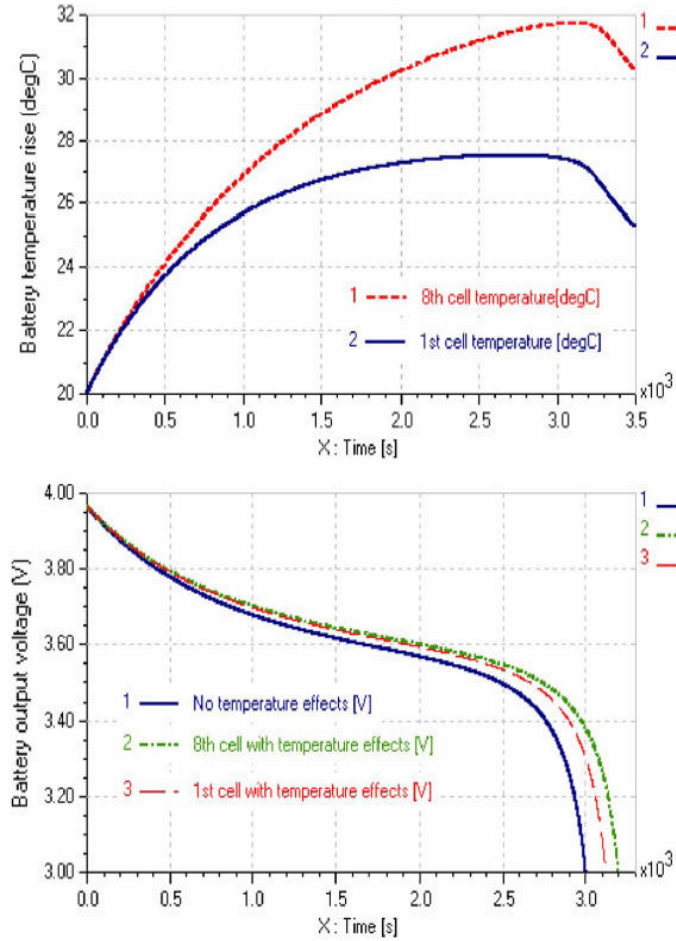 32
30
28
26
24
22
20
Battery temperature rise (degC)
1
2
1 8th cell temperature[degC]
2 1st cell temperature [degC]
x10³
0.0 0.5 1.0 1.5 2.0 2.5 3.0 3.5
X : Time [s]
4.00
3.80
3.60
3.40
3.20
3.00
Battery output voltage [V]
1
2
3
1 No temperature effects [V]
2 8th cell with temperature effects [V]
3 1st cell with temperature effects [V]
x10³
0.0 0.5 1.0 1.5 2.0 2.5 3.0
X : Time [s]